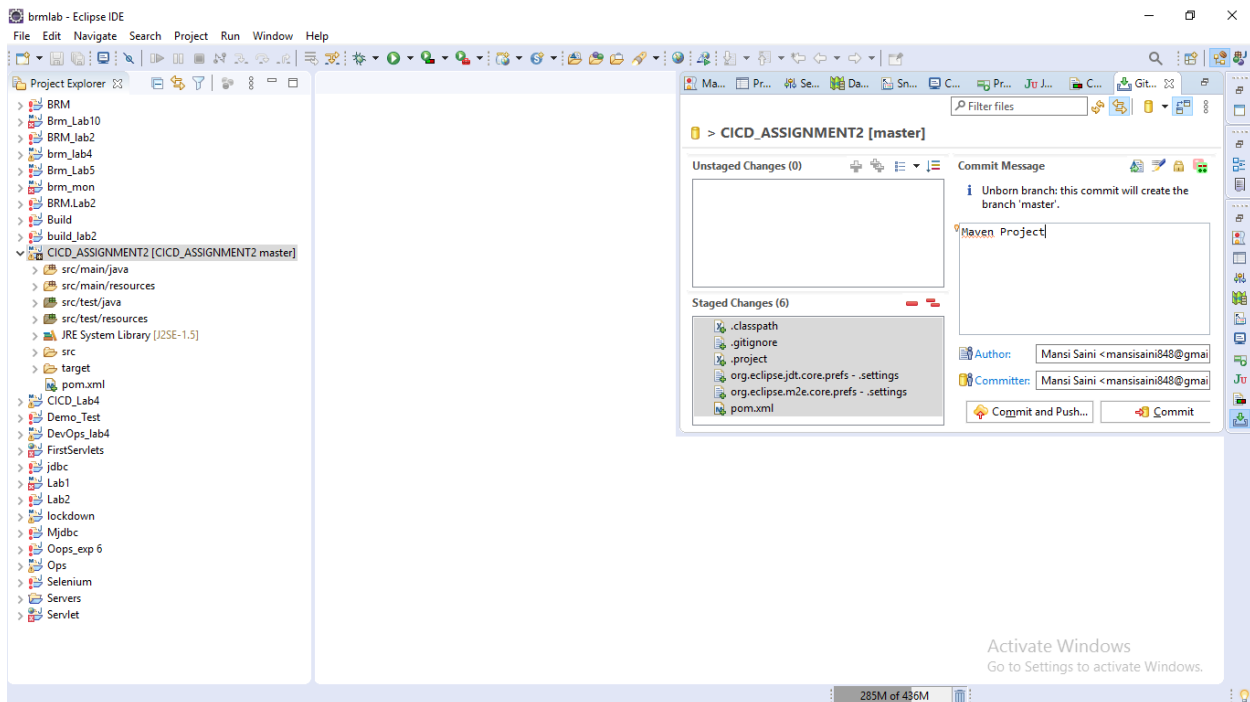 brmlab - Eclipse IDE
File Edit Navigate Search Project Run Window Help
Project Explorer
BRM
Brm_Lab10
BRM_lab2
brm_lab4
Brm_Lab5
brm_mon
BRM.Lab2
Build
build_lab2
CICD_ASSIGNMENT2 [CICD_ASSIGNMENT2 master]
src/main/java
src/main/resources
src/test/java
src/test/resources
JRE System Library [J2SE-1.5]
src
target
pom.xml
CICD_Lab4
Demo_Test
DevOps_lab4
FirstServlets
jdbc
Lab1
Lab2
lockdown
Mjdbc
Oops_exp 6
Ops
Selenium
Servers
Servlet
Ma... Pr... Se... Da... Sn... C... Pr... Ju J... C... Git...
Filter files
> CICD_ASSIGNMENT2 [master]
Unstaged Changes (0)
Staged Changes (6)
.classpath
.gitignore
.project
org.eclipse.jdt.core.prefs - .settings
org.eclipse.m2e.core.prefs - .settings
pom.xml
Commit Message
Unborn branch: this commit will create the
branch 'master'.
Maven Project
Author: Mansi Saini <mansisaini848@gmai
Committer: Mansi Saini <mansisaini848@gmai
Commit and Push... Commit
Ju
Activate Windows
Go to Settings to activate Windows.
285M of 436M